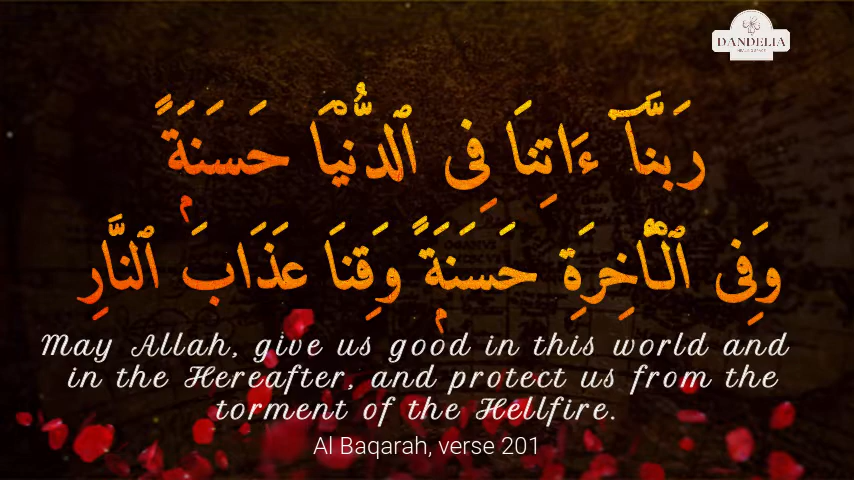 DANDELIA
رَبَّنَآ ءَاتِنَا فِى ٱلدُّنْيَا حَسَنَةً
وَفِى ٱلْـَٔاخِرَةِ حَسَنَةً وَقِنَا عَذَابَ ٱلنَّارِ
May Allah, give us good in this world and
in the Hereafter, and protect us from the
torment of the Hellfire.
Al Baqarah, verse 201